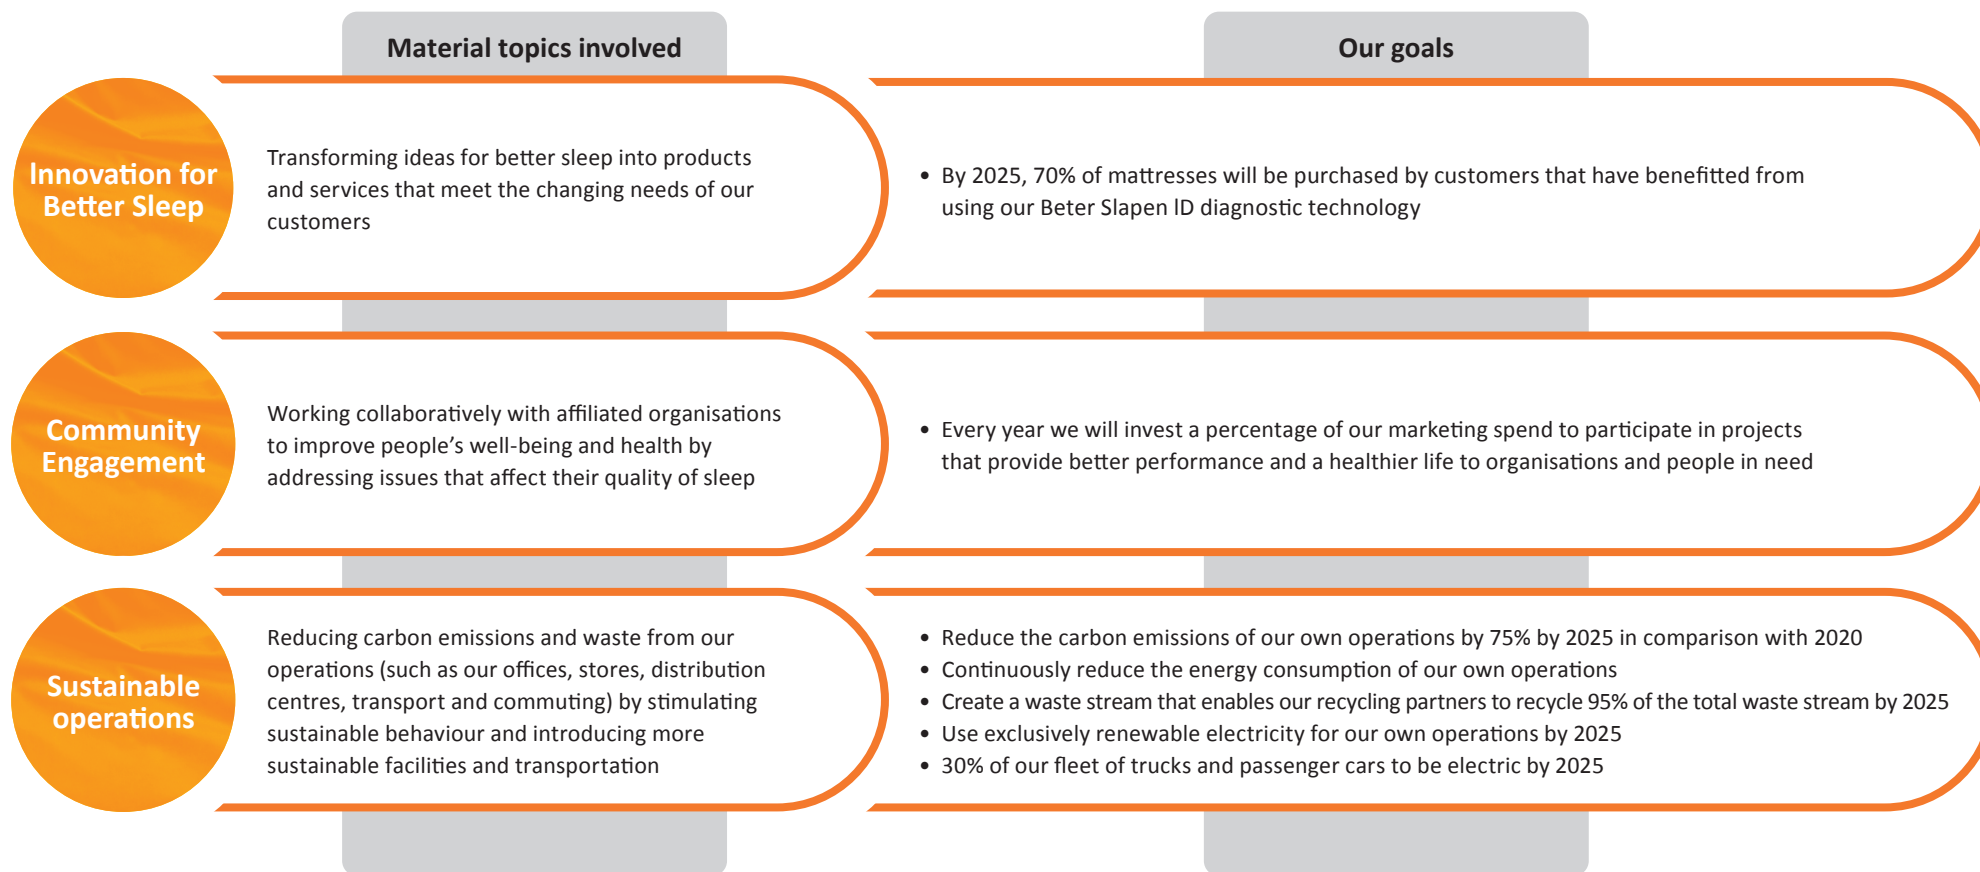 Material topics involved
Our goals
Innovation for
Better Sleep
Transforming ideas for better sleep into products
and services that meet the changing needs of our
customers
• By 2025, 70% of mattresses will be purchased by customers that have benefitted from
using our Beter Slapen ID diagnostic technology
Community
Engagement
Working collaboratively with affiliated organisations
to improve people’s well-being and health by
addressing issues that affect their quality of sleep
• Every year we will invest a percentage of our marketing spend to participate in projects
that provide better performance and a healthier life to organisations and people in need
Sustainable
operations
Reducing carbon emissions and waste from our
operations (such as our offices, stores, distribution
centres, transport and commuting) by stimulating
sustainable behaviour and introducing more
sustainable facilities and transportation
• Reduce the carbon emissions of our own operations by 75% by 2025 in comparison with 2020
• Continuously reduce the energy consumption of our own operations
• Create a waste stream that enables our recycling partners to recycle 95% of the total waste stream by 2025
• Use exclusively renewable electricity for our own operations by 2025
• 30% of our fleet of trucks and passenger cars to be electric by 2025